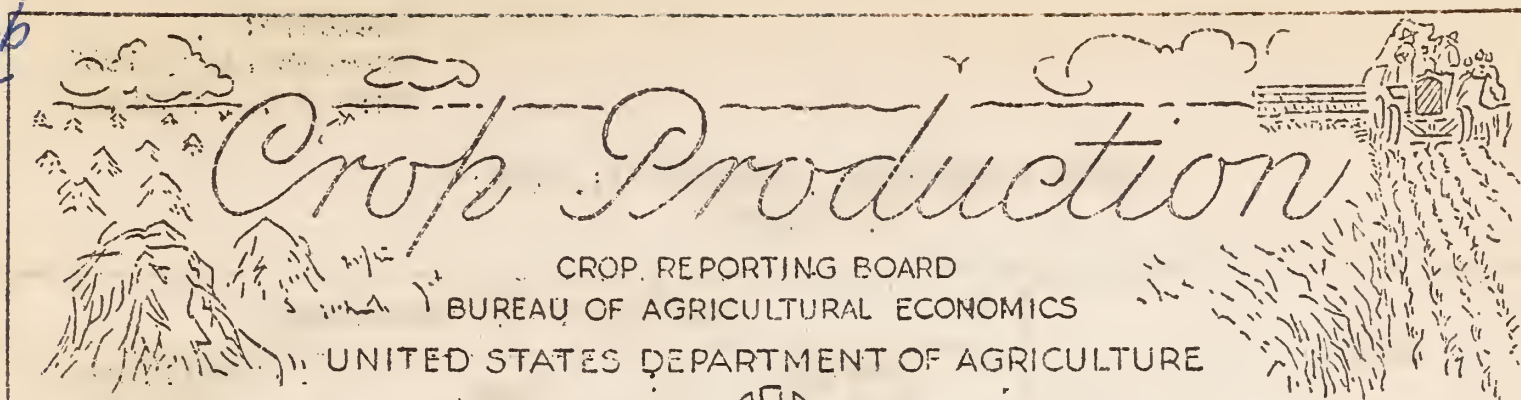 Crop Production
CROP REPORTING BOARD
BUREAU OF AGRICULTURAL ECONOMICS
UNITED STATES DEPARTMENT OF AGRICULTURE